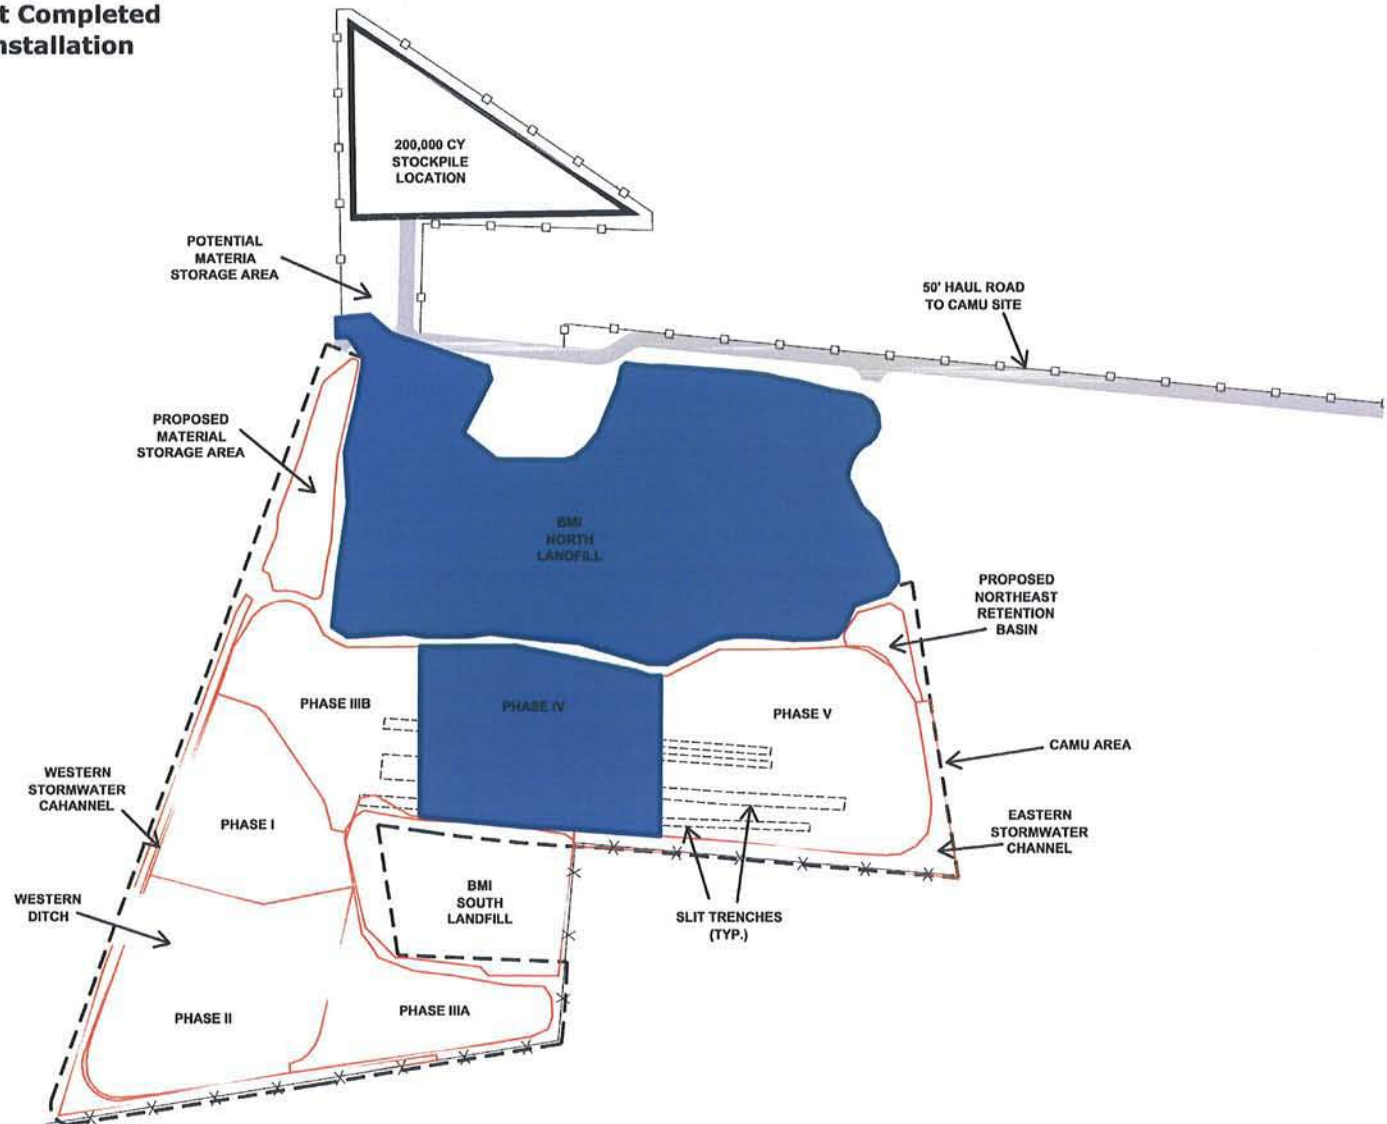 t Completed
nstallation
200,000 CY
STOCKPILE
LOCATION
POTENTIAL
MATERIA
STORAGE AREA
50' HAUL ROAD
TO CAMU SITE
PROPOSED
MATERIAL
STORAGE AREA
BMI
NORTH
LANDFILL
PROPOSED
NORTHEAST
RETENTION
BASIN
PHASE IIIB
PHASE IV
PHASE V
CAMU AREA
WESTERN
STORMWATER
CAHANNEL
PHASE I
EASTERN
STORMWATER
CHANNEL
BMI
SOUTH
LANDFILL
WESTERN
DITCH
SLIT TRENCHES
(TYP.)
PHASE II
PHASE IIIA